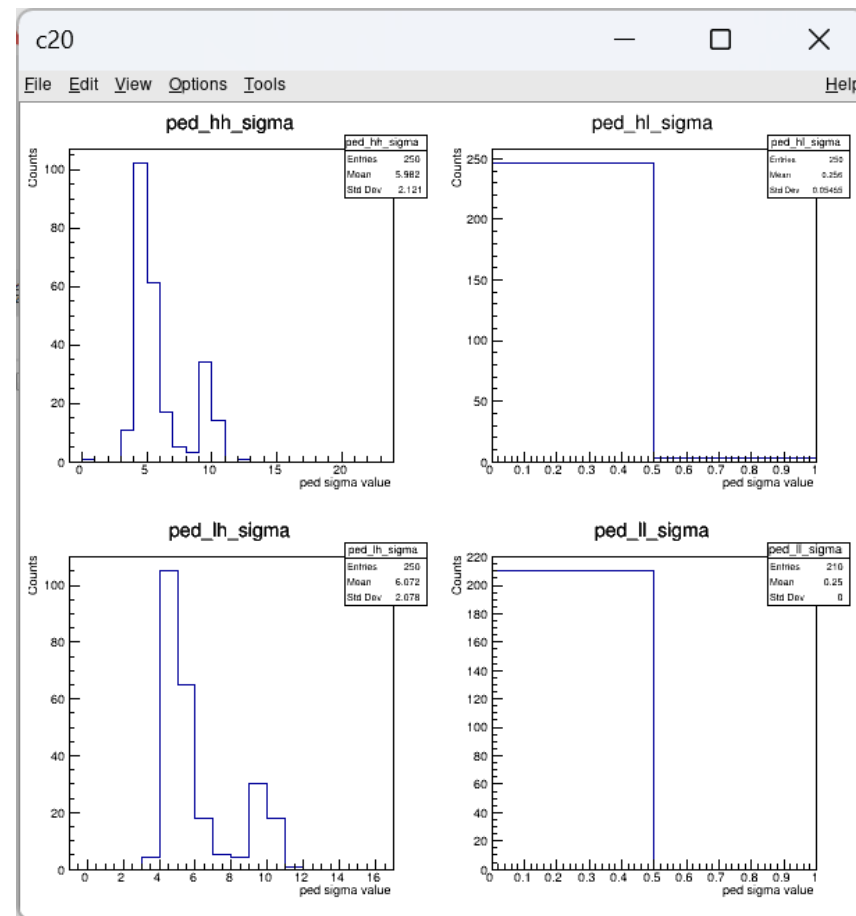 c20
File Edit View Options Tools Help
ped_hh_sigma
ped_hh_sigma
Entries 250
Mean 5.982
Std Dev 2.121
Counts
100
80
60
40
20
0
0 5 10 15 20
ped sigma value
ped_hl_sigma
ped_hl_sigma
Entries 250
Mean 0.256
Std Dev 0.05455
Counts
250
200
150
100
50
0
0 0.1 0.2 0.3 0.4 0.5 0.6 0.7 0.8 0.9 1
ped sigma value
ped_lh_sigma
ped_lh_sigma
Entries 250
Mean 6.072
Std Dev 2.078
Counts
100
80
60
40
20
0
0 2 4 6 8 10 12 14 16
ped sigma value
ped_ll_sigma
ped_ll_sigma
Entries 210
Mean 0.25
Std Dev 0
Counts
220
200
180
160
140
120
100
80
60
40
20
0
0 0.1 0.2 0.3 0.4 0.5 0.6 0.7 0.8 0.9 1
ped sigma value